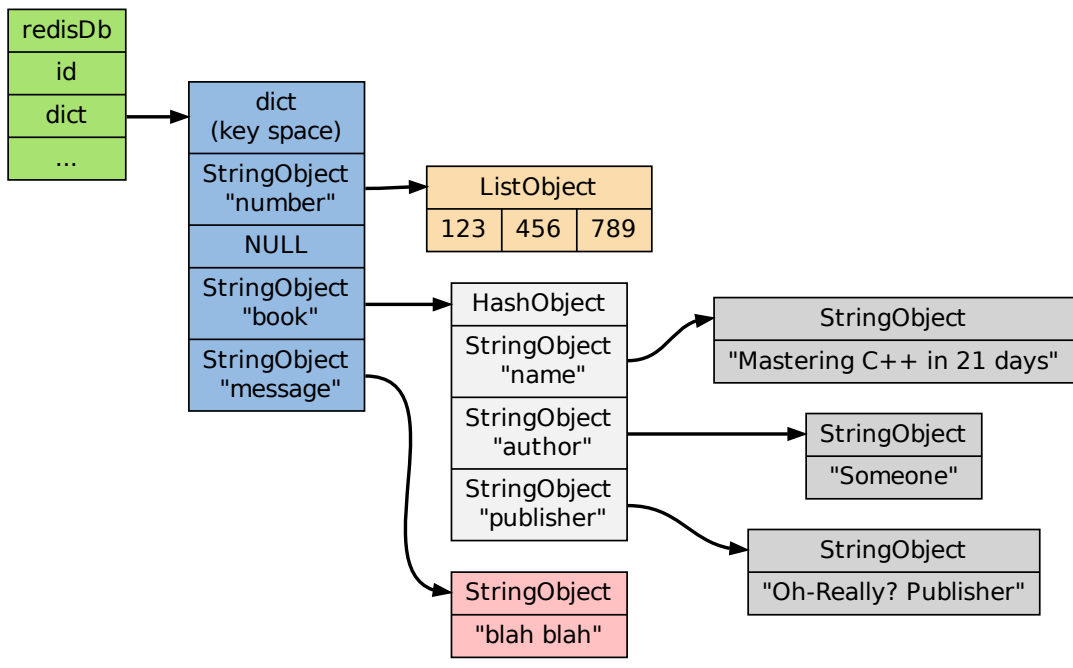 redisDb
id
dict
...
dict
(key space)
StringObject
"number"
NULL
StringObject
"book"
StringObject
"message"
ListObject
123
456
789
HashObject
StringObject
"name"
StringObject
"author"
StringObject
"publisher"
StringObject
"Mastering C++ in 21 days"
StringObject
"Someone"
StringObject
"Oh-Really? Publisher"
StringObject
"blah blah"